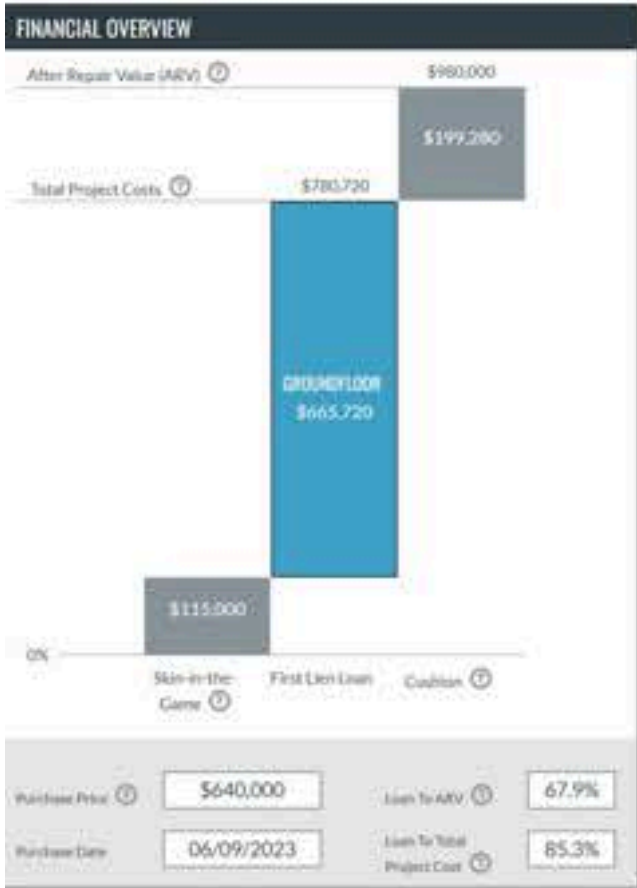 FINANCIAL OVERVIEW
After Repair Value (ARV) ?
$980,000
$199,280
Total Project Costs ?
$780,720
GROUNDFLOOR
$665,720
$115,000
0%
Skin-in-the-
Game ?
First Lien Loan
Cushion ?
Purchase Price ?
$640,000
Loan To ARV ?
67.9%
Purchase Date
06/09/2023
Loan To Total
Project Cost ?
85.3%